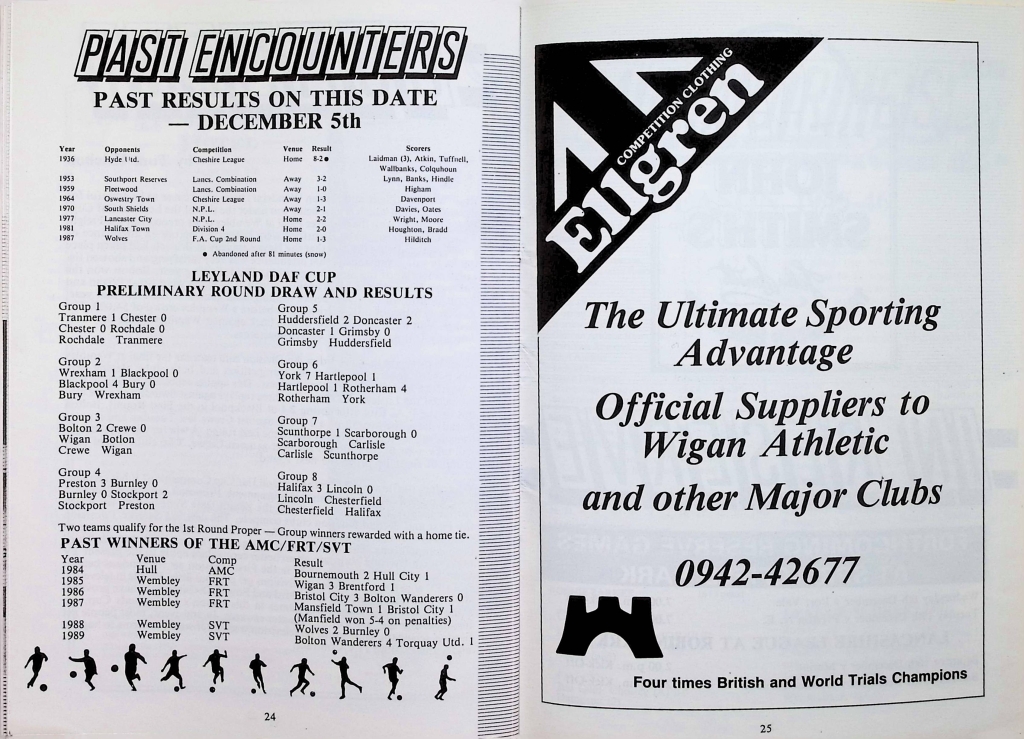 PAST ENCOUNTERS
PAST RESULTS ON THIS DATE
— DECEMBER 5th
Year Opponents Competition Venue Result Scorers
1936 Hyde Utd. Cheshire League Home 8-2● Laidman (3), Atkin, Tuffnell,
Wallbanks, Colquhoun
1953 Southport Reserves Lancs. Combination Away 3-2 Lynn, Banks, Hindle
1959 Fleetwood Lancs. Combination Away 1-0 Higham
1964 Oswestry Town Cheshire League Away 1-3 Davenport
1970 South Shields N.P.L. Away 2-1 Davies, Oates
1977 Lancaster City N.P.L. Home 2-2 Wright, Moore
1981 Halifax Town Division 4 Home 2-0 Houghton, Bradd
1987 Wolves F.A. Cup 2nd Round Home 1-3 Hilditch
● Abandoned after 81 minutes (snow)
LEYLAND DAF CUP
PRELIMINARY ROUND DRAW AND RESULTS
Group 1
Tranmere 1 Chester 0
Chester 0 Rochdale 0
Rochdale Tranmere
Group 2
Wrexham 1 Blackpool 0
Blackpool 4 Bury 0
Bury Wrexham
Group 3
Bolton 2 Crewe 0
Wigan Botlon
Crewe Wigan
Group 4
Preston 3 Burnley 0
Burnley 0 Stockport 2
Stockport Preston
Group 5
Huddersfield 2 Doncaster 2
Doncaster 1 Grimsby 0
Grimsby Huddersfield
Group 6
York 7 Hartlepool 1
Hartlepool 1 Rotherham 4
Rotherham York
Group 7
Scunthorpe 1 Scarborough 0
Scarborough Carlisle
Carlisle Scunthorpe
Group 8
Halifax 3 Lincoln 0
Lincoln Chesterfield
Chesterfield Halifax
Two teams qualify for the 1st Round Proper — Group winners rewarded with a home tie.
PAST WINNERS OF THE AMC/FRT/SVT
Year Venue Comp Result
1984 Hull AMC Bournemouth 2 Hull City 1
1985 Wembley FRT Wigan 3 Brentford 1
1986 Wembley FRT Bristol City 3 Bolton Wanderers 0
1987 Wembley FRT Mansfield Town 1 Bristol City 1
(Manfield won 5-4 on penalties)
1988 Wembley SVT Wolves 2 Burnley 0
1989 Wembley SVT Bolton Wanderers 4 Torquay Utd. 1
24
COMPETITION CLOTHING
Ellgren
The Ultimate Sporting
Advantage
Official Suppliers to
Wigan Athletic
and other Major Clubs
0942-42677
Four times British and World Trials Champions
25